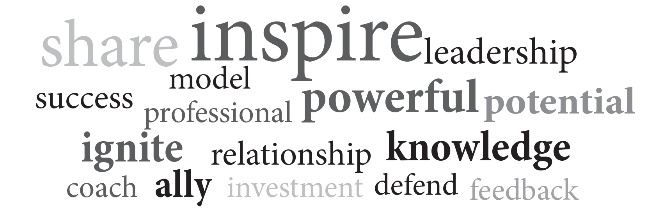 share inspire leadership
model
success professional powerful potential
ignite relationship knowledge
coach ally investment defend feedback